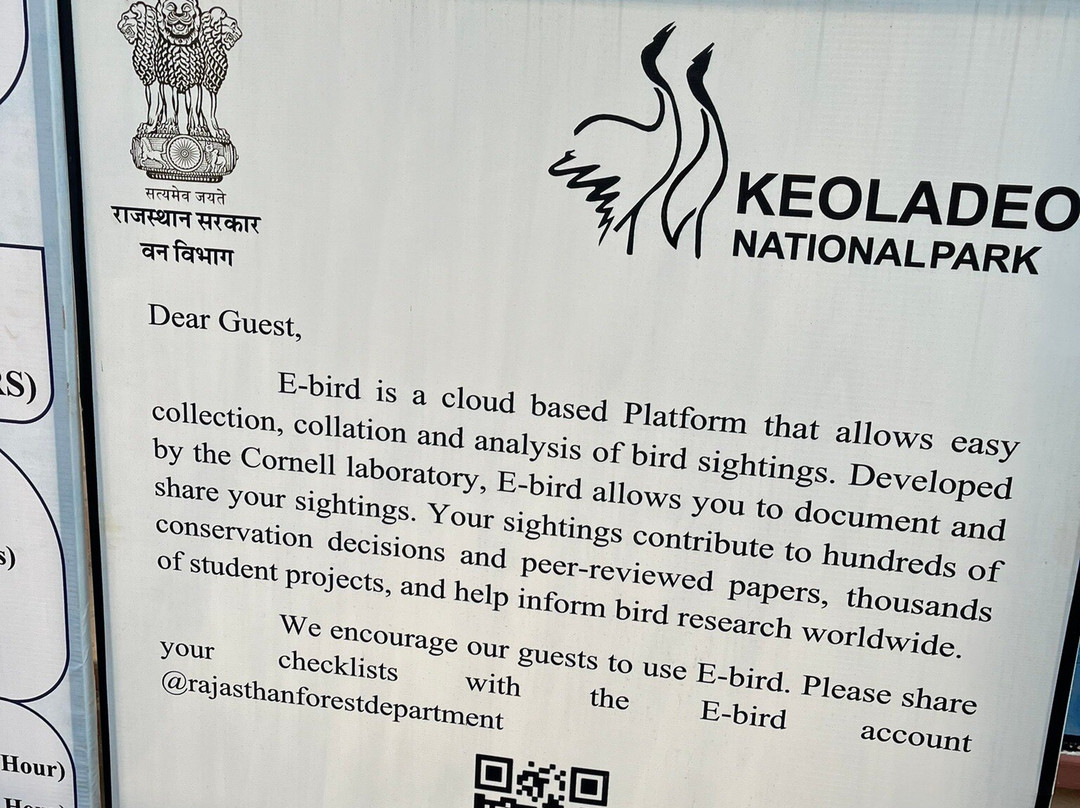 सत्यमेव जयते
राजस्थान सरकार
वन विभाग
KEOLADEO
NATIONAL PARK
Dear Guest,
E-bird is a cloud based Platform that allows easy
collection, collation and analysis of bird sightings. Developed
by the Cornell laboratory, E-bird allows you to document and
share your sightings. Your sightings contribute to hundreds of
conservation decisions and peer-reviewed papers, thousands
of student projects, and help inform bird research worldwide.
We encourage our guests to use E-bird. Please share
your checklists with the E-bird account
@rajasthanforestdepartment
Hour)